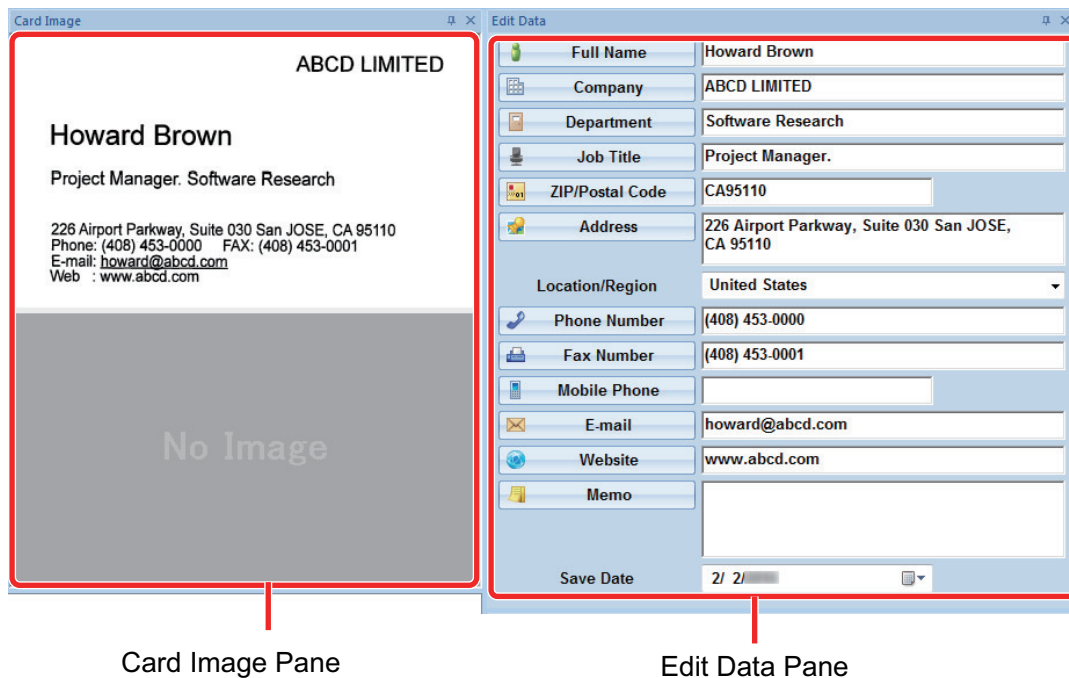 Card Image
ABCD LIMITED
Howard Brown
Project Manager. Software Research
226 Airport Parkway, Suite 030 San JOSE, CA 95110
Phone: (408) 453-0000 FAX: (408) 453-0001
E-mail: howard@abcd.com
Web : www.abcd.com
No Image
Edit Data
Full Name Howard Brown
Company ABCD LIMITED
Department Software Research
Job Title Project Manager.
ZIP/Postal Code CA95110
Address 226 Airport Parkway, Suite 030 San JOSE,
CA 95110
Location/Region United States
Phone Number (408) 453-0000
Fax Number (408) 453-0001
Mobile Phone
E-mail howard@abcd.com
Website www.abcd.com
Memo
Save Date 2/ 2/
Card Image Pane
Edit Data Pane